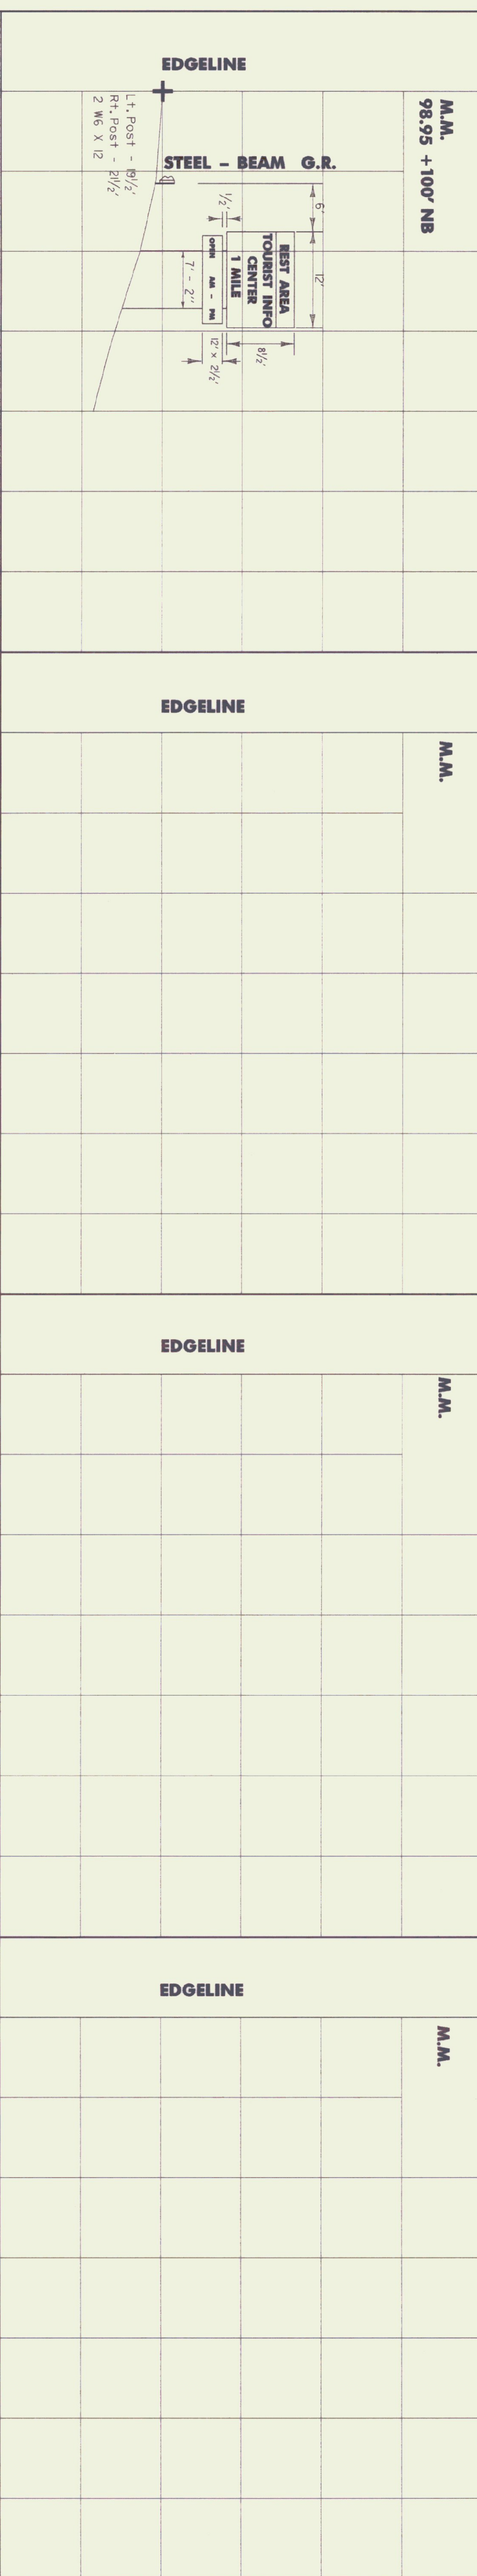 EDGELINE
M.M.
98.95 +100' NB
Lt. Post - 19½'
Rt. Post - 21½'
2 W6 X 12
STEEL - BEAM G.R.
6'
12'
½'
REST AREA
TOURIST INFO
CENTER
1 MILE
OPEN AM - PM
7' - 2"
8½'
12' x 2½'
EDGELINE
M.M.
EDGELINE
M.M.
EDGELINE
M.M.